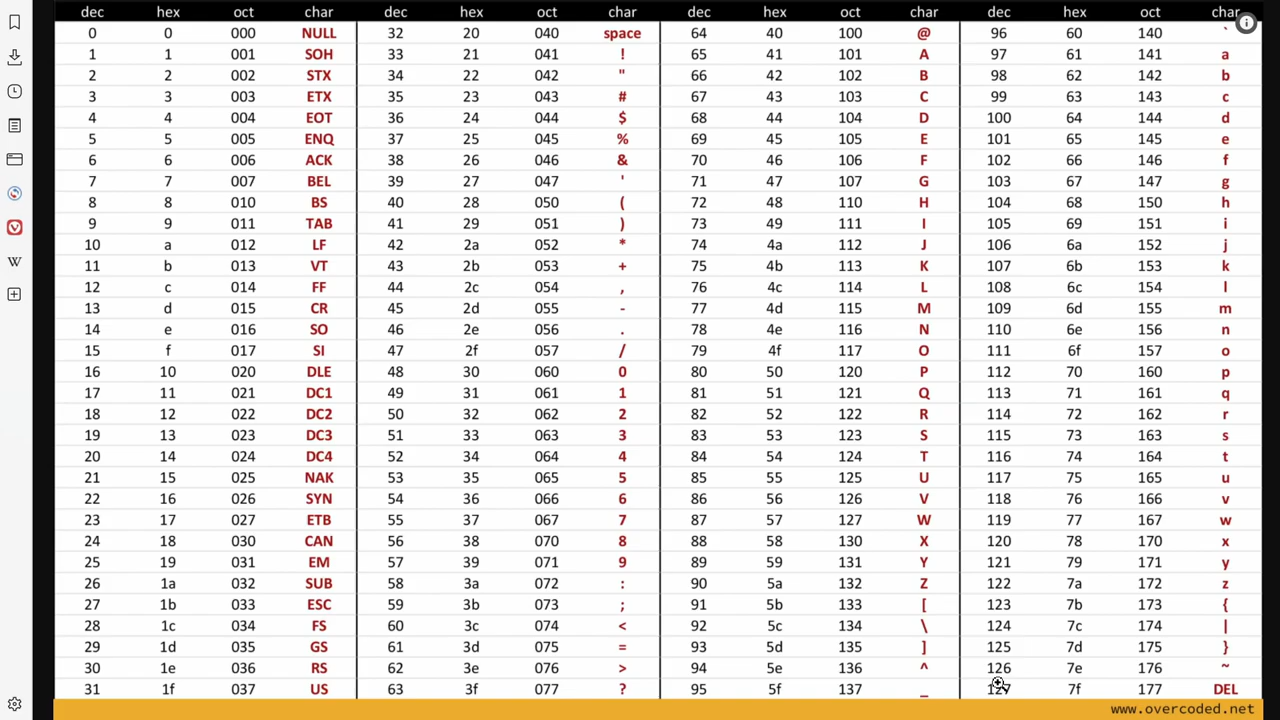 dec hex oct char dec hex oct char dec hex oct char dec hex oct char
0 0 000 NULL 32 20 040 space 64 40 100 @ 96 60 140 `
1 1 001 SOH 33 21 041 ! 65 41 101 A 97 61 141 a
2 2 002 STX 34 22 042 " 66 42 102 B 98 62 142 b
3 3 003 ETX 35 23 043 # 67 43 103 C 99 63 143 c
4 4 004 EOT 36 24 044 $ 68 44 104 D 100 64 144 d
5 5 005 ENQ 37 25 045 % 69 45 105 E 101 65 145 e
6 6 006 ACK 38 26 046 & 70 46 106 F 102 66 146 f
7 7 007 BEL 39 27 047 ' 71 47 107 G 103 67 147 g
8 8 010 BS 40 28 050 ( 72 48 110 H 104 68 150 h
9 9 011 TAB 41 29 051 ) 73 49 111 I 105 69 151 i
10 a 012 LF 42 2a 052 * 74 4a 112 J 106 6a 152 j
11 b 013 VT 43 2b 053 + 75 4b 113 K 107 6b 153 k
12 c 014 FF 44 2c 054 , 76 4c 114 L 108 6c 154 l
13 d 015 CR 45 2d 055 - 77 4d 115 M 109 6d 155 m
14 e 016 SO 46 2e 056 . 78 4e 116 N 110 6e 156 n
15 f 017 SI 47 2f 057 / 79 4f 117 O 111 6f 157 o
16 10 020 DLE 48 30 060 0 80 50 120 P 112 70 160 p
17 11 021 DC1 49 31 061 1 81 51 121 Q 113 71 161 q
18 12 022 DC2 50 32 062 2 82 52 122 R 114 72 162 r
19 13 023 DC3 51 33 063 3 83 53 123 S 115 73 163 s
20 14 024 DC4 52 34 064 4 84 54 124 T 116 74 164 t
21 15 025 NAK 53 35 065 5 85 55 125 U 117 75 165 u
22 16 026 SYN 54 36 066 6 86 56 126 V 118 76 166 v
23 17 027 ETB 55 37 067 7 87 57 127 W 119 77 167 w
24 18 030 CAN 56 38 070 8 88 58 130 X 120 78 170 x
25 19 031 EM 57 39 071 9 89 59 131 Y 121 79 171 y
26 1a 032 SUB 58 3a 072 : 90 5a 132 Z 122 7a 172 z
27 1b 033 ESC 59 3b 073 ; 91 5b 133 [ 123 7b 173 {
28 1c 034 FS 60 3c 074 < 92 5c 134 \ 124 7c 174 |
29 1d 035 GS 61 3d 075 = 93 5d 135 ] 125 7d 175 }
30 1e 036 RS 62 3e 076 > 94 5e 136 ^ 126 7e 176 ~
31 1f 037 US 63 3f 077 ? 95 5f 137 _ 127 7f 177 DEL
www.overcoded.net